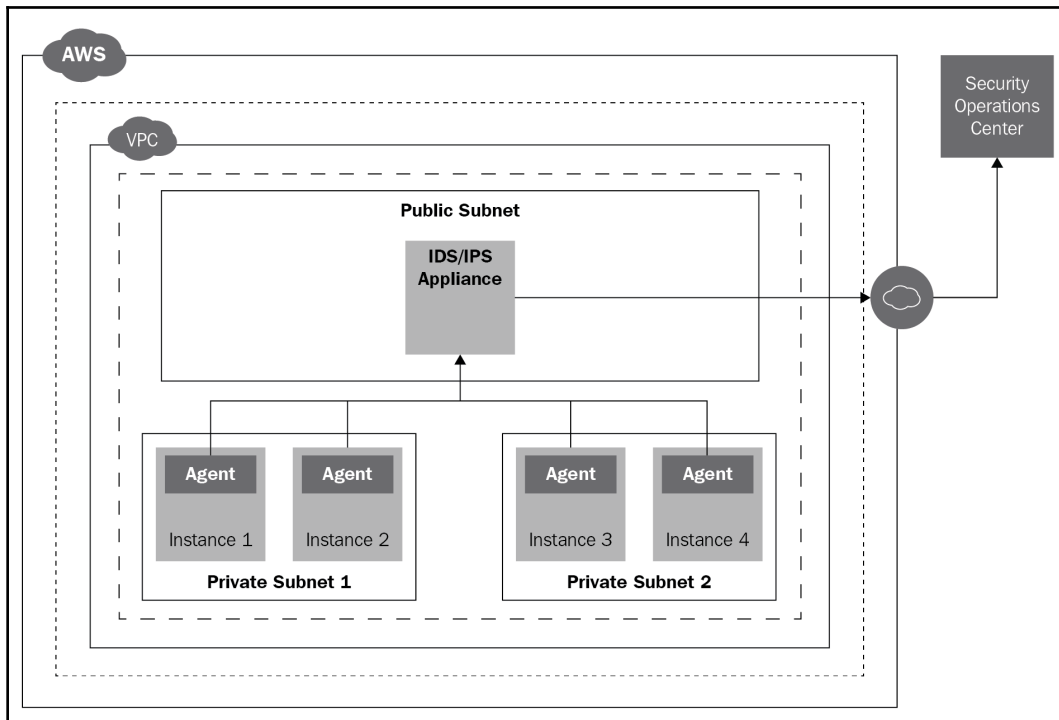 AWS
Security
Operations
Center
VPC
Public Subnet
IDS/IPS
Appliance
Agent
Agent
Agent
Agent
Instance 1
Instance 2
Instance 3
Instance 4
Private Subnet 1
Private Subnet 2